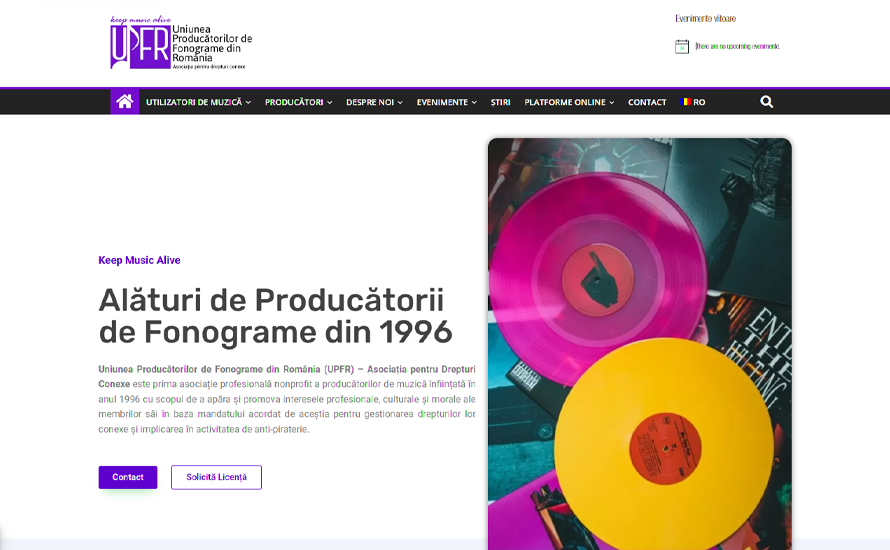 keep music alive
UPFR
Uniunea
Producătorilor de
Fonograme din
România
Asociația pentru drepturi conexe
Evenimente viitoare
There are no upcoming evenimente.
UTILIZATORI DE MUZICĂ PRODUCĂTORI DESPRE NOI EVENIMENTE ȘTIRI PLATFORME ONLINE CONTACT RO
Keep Music Alive
Alături de Producătorii
de Fonograme din 1996
Uniunea Producătorilor de Fonograme din România (UPFR) – Asociația pentru Drepturi
Conexe este prima asociație profesională nonprofit a producătorilor de muzică înființată în
anul 1996 cu scopul de a apăra și promova interesele profesionale, culturale și morale ale
membrilor săi în baza mandatului acordat de aceștia pentru gestionarea drepturilor lor
conexe și implicarea în activitatea de anti-piraterie.
Contact Solicită Licență
ENTER
THE
WU-TANG